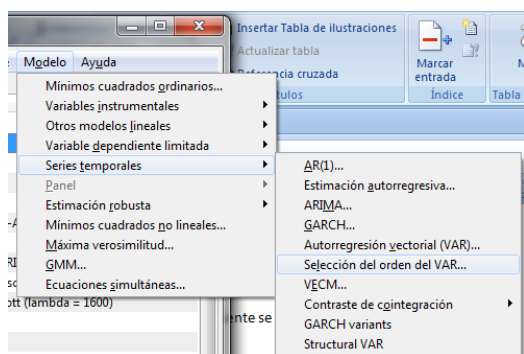 Insertar Tabla de ilustraciones
Actualizar tabla
Referencia cruzada
Marcar
entrada
Índice
Tabla
Modelo Ayuda
Mínimos cuadrados ordinarios...
Variables instrumentales
Otros modelos lineales
Variable dependiente limitada
Series temporales
Panel
Estimación robusta
Mínimos cuadrados no lineales...
Máxima verosimilitud...
GMM...
Ecuaciones simultáneas...
ott (lambda = 1600)
AR(1)...
Estimación autorregresiva...
ARIMA...
GARCH...
Autorregresión vectorial (VAR)...
Selección del orden del VAR...
VECM...
Contraste de cointegración
GARCH variants
Structural VAR